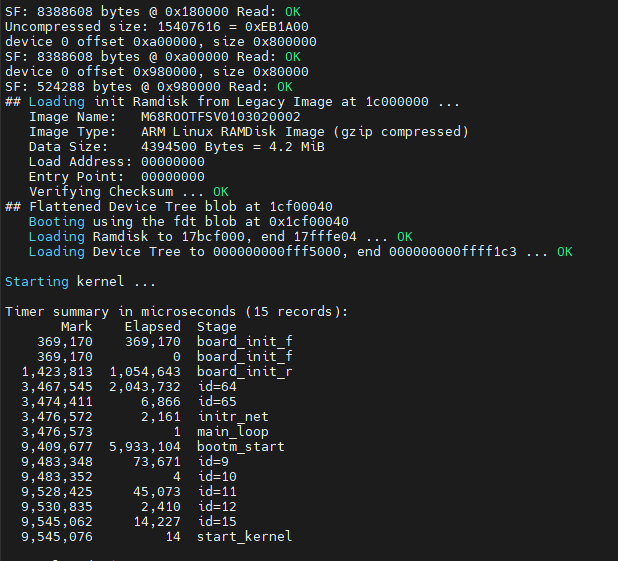 SF: 8388608 bytes @ 0x180000 Read: OK
Uncompressed size: 15407616 = 0xEB1A00
device 0 offset 0xa00000, size 0x800000
SF: 8388608 bytes @ 0xa00000 Read: OK
device 0 offset 0x980000, size 0x80000
SF: 524288 bytes @ 0x980000 Read: OK
## Loading init Ramdisk from Legacy Image at 1c000000 ...
   Image Name:   M68ROOTFSV0103020002
   Image Type:   ARM Linux RAMDisk Image (gzip compressed)
   Data Size:    4394500 Bytes = 4.2 MiB
   Load Address: 00000000
   Entry Point:  00000000
   Verifying Checksum ... OK
## Flattened Device Tree blob at 1cf00040
   Booting using the fdt blob at 0x1cf00040
   Loading Ramdisk to 17bcf000, end 17fffe04 ... OK
   Loading Device Tree to 000000000fff5000, end 000000000ffff1c3 ... OK
Starting kernel ...
Timer summary in microseconds (15 records):
       Mark    Elapsed  Stage
    369,170    369,170  board_init_f
    369,170          0  board_init_f
  1,423,813  1,054,643  board_init_r
  3,467,545  2,043,732  id=64
  3,474,411      6,866  id=65
  3,476,572      2,161  initr_net
  3,476,573          1  main_loop
  9,409,677  5,933,104  bootm_start
  9,483,348     73,671  id=9
  9,483,352          4  id=10
  9,528,425     45,073  id=11
  9,530,835      2,410  id=12
  9,545,062     14,227  id=15
  9,545,076         14  start_kernel